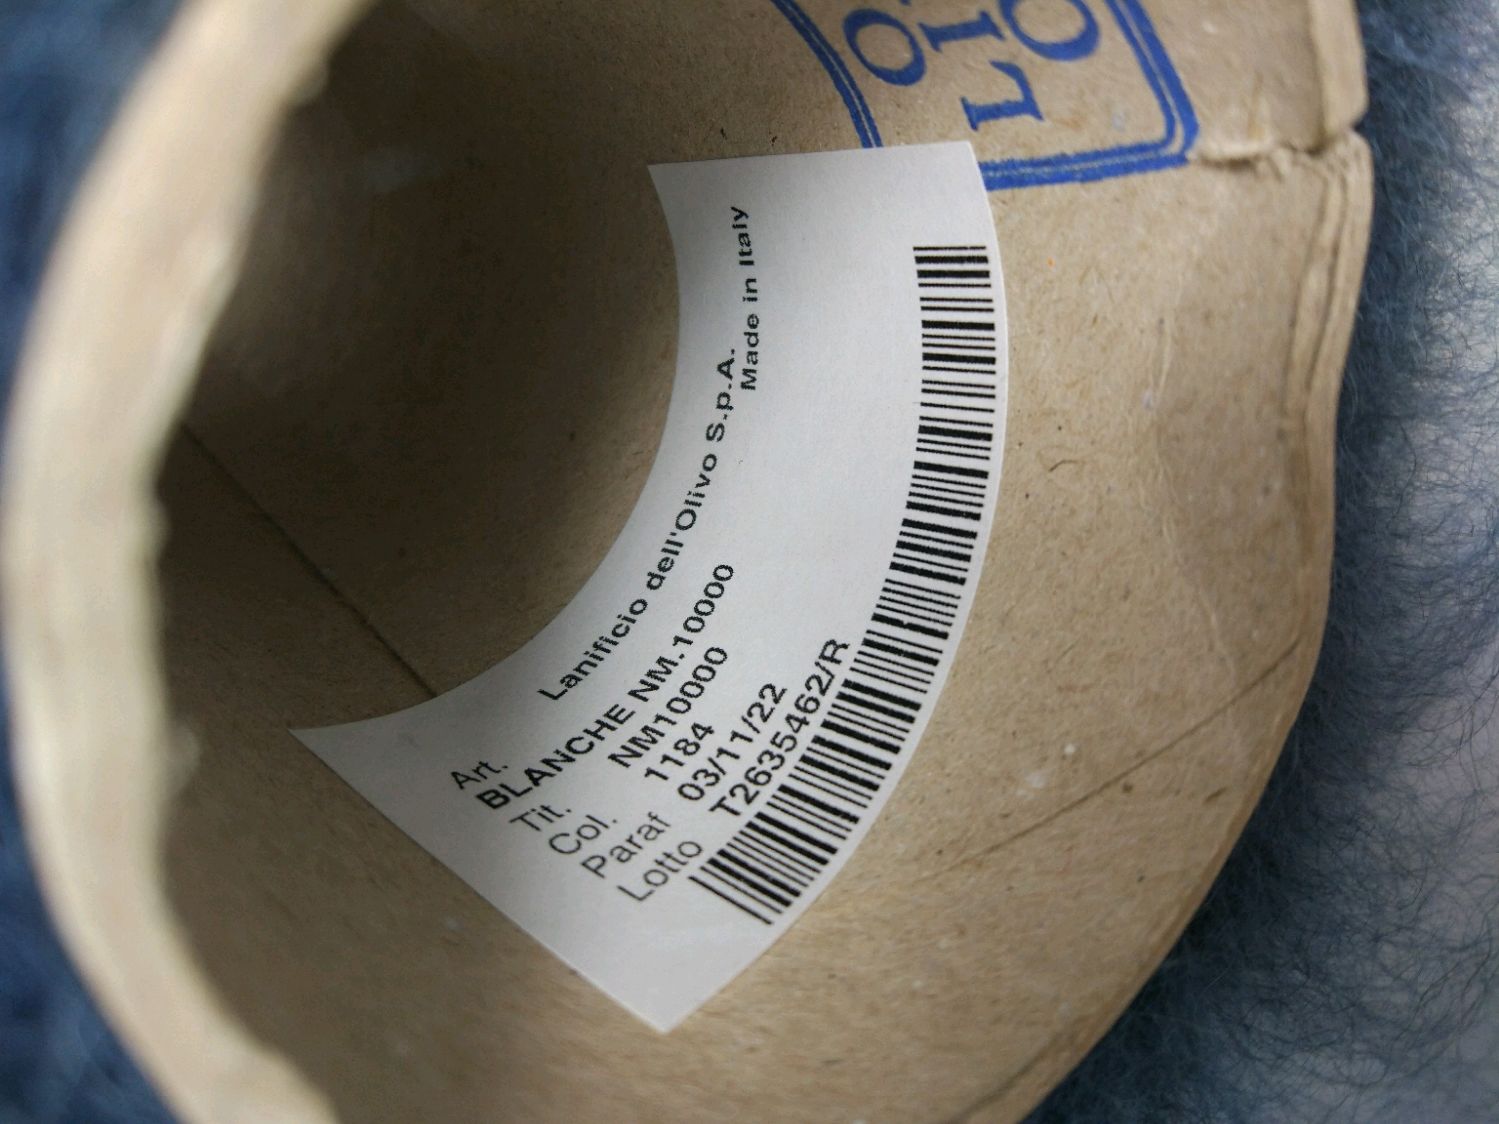 Lanificio dell'Olivo S.p.A.
Made in Italy
Art.
BLANCHE NM.10000
Tit. NM10000
Col. 1184
Paraf 03/11/22
Lotto T2635462/R